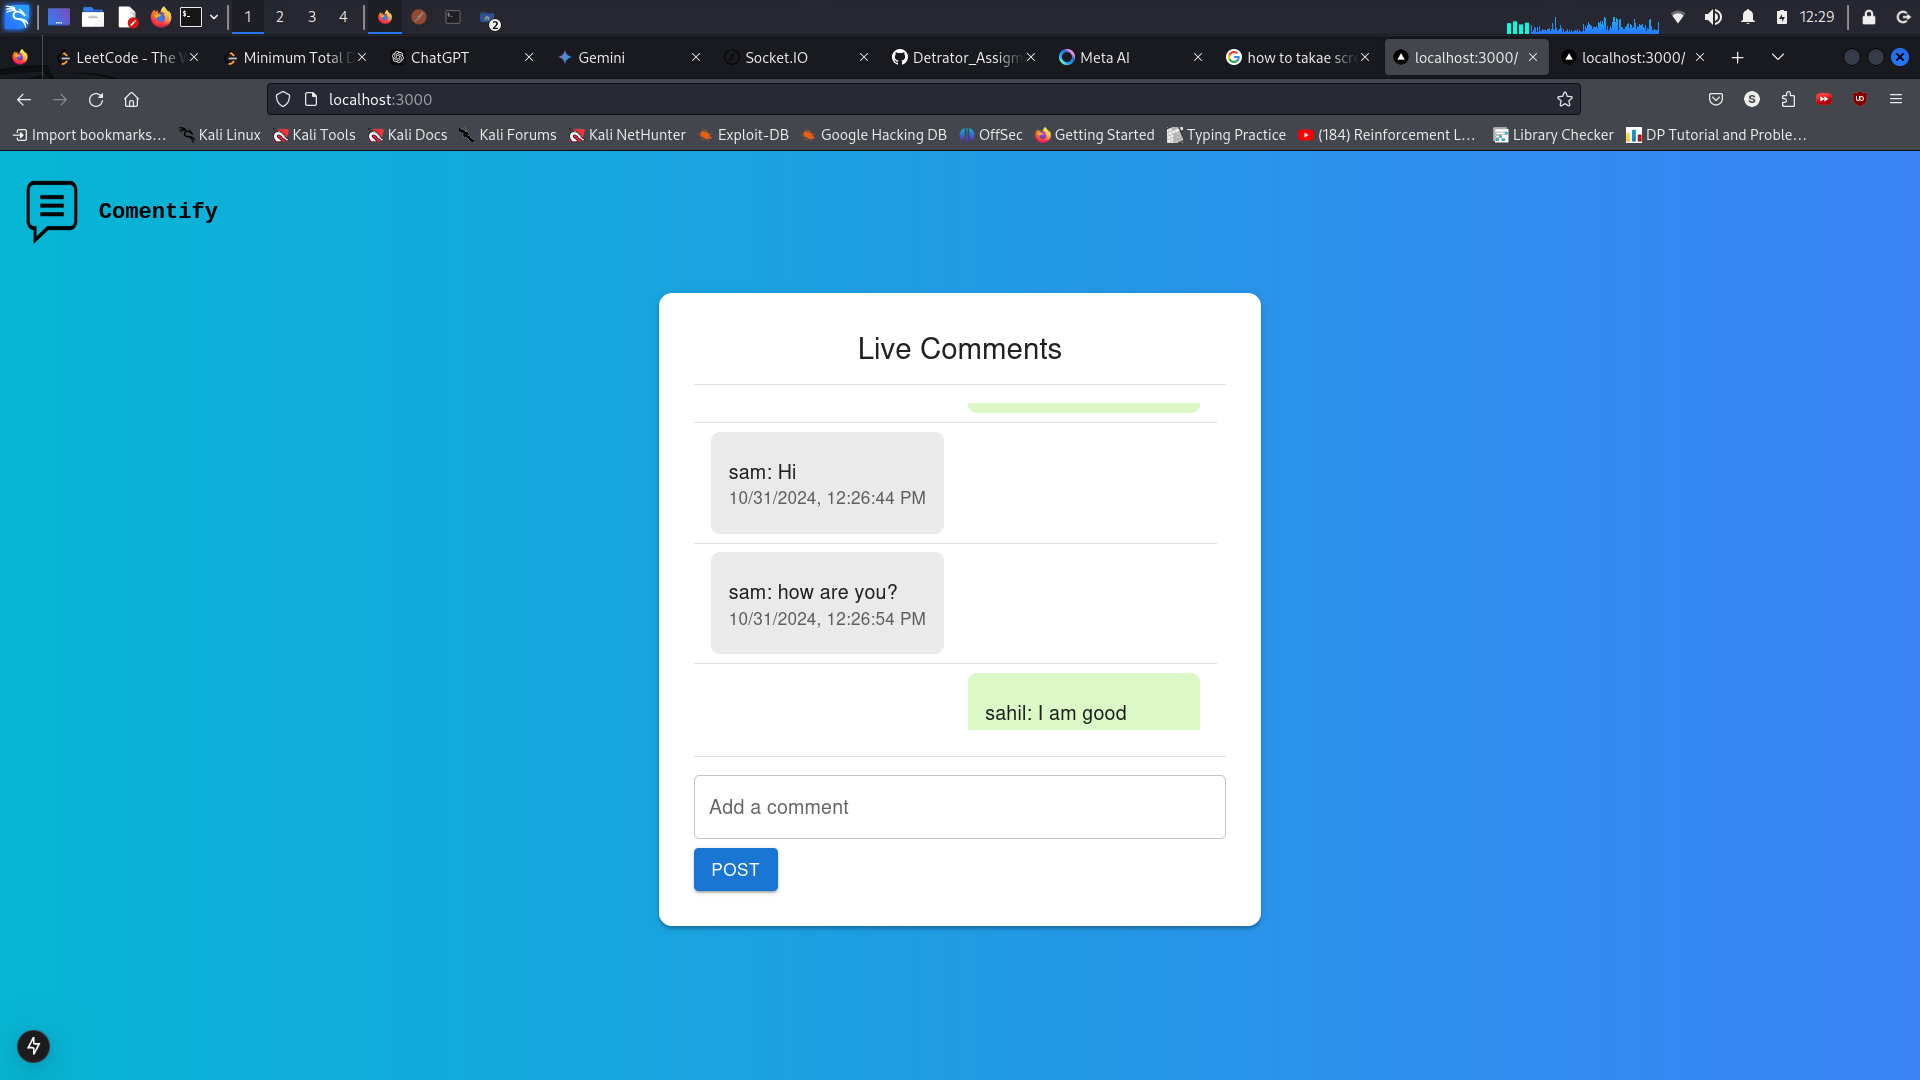 1 2 3 4 2 12:29
LeetCode - The W Minimum Total D ChatGPT Gemini Socket.IO Detrator_Assigm Meta AI how to takae scre localhost:3000/ localhost:3000/
localhost:3000 S UD
Import bookmarks... Kali Linux Kali Tools Kali Docs Kali Forums Kali NetHunter Exploit-DB Google Hacking DB OffSec Getting Started Typing Practice (184) Reinforcement L... Library Checker DP Tutorial and Proble...
Comentify
Live Comments
sam: Hi
10/31/2024, 12:26:44 PM
sam: how are you?
10/31/2024, 12:26:54 PM
sahil: I am good
Add a comment
POST